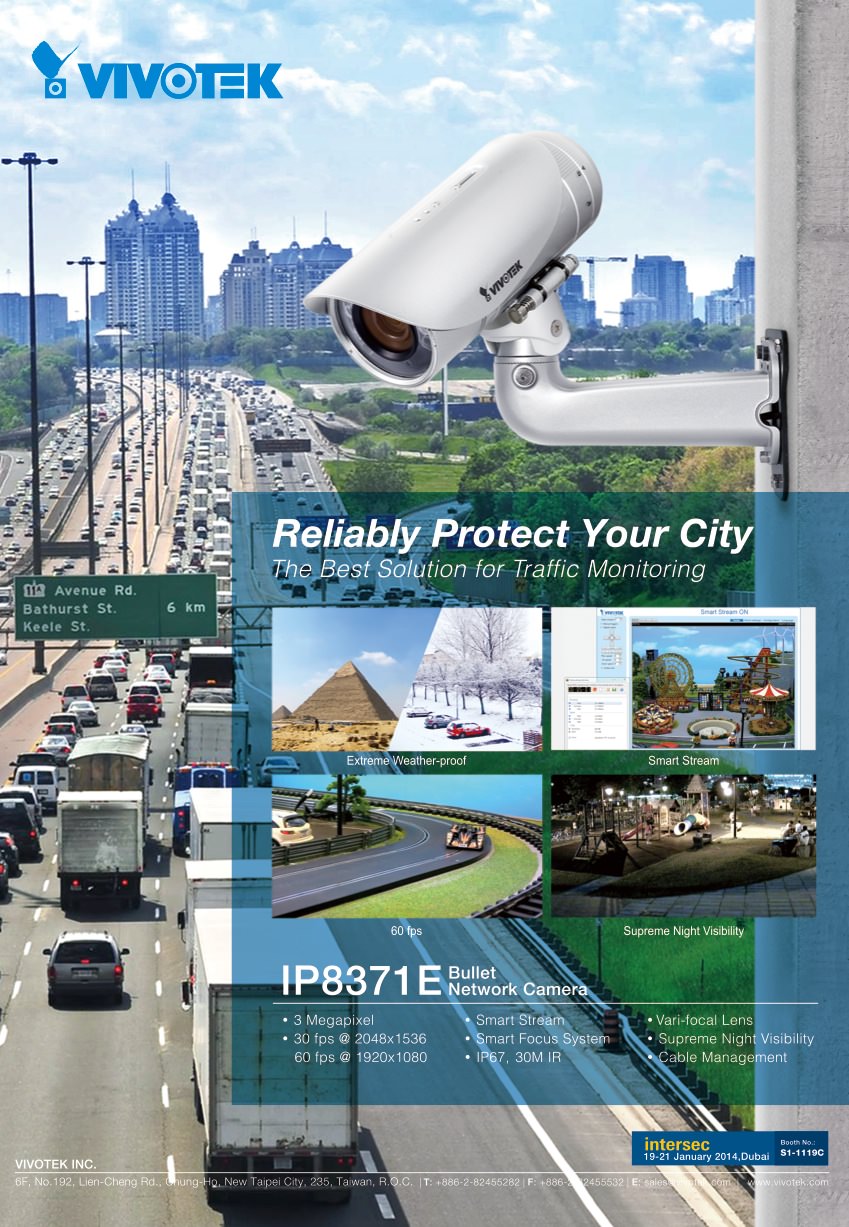 VIVOTEK
VIVOTEK
Reliably Protect Your City
The Best Solution for Traffic Monitoring
11A Avenue Rd.
Bathurst St.
Keele St.
6 km
VIVOTEK
Smart Stream ON
Extreme Weather-proof
Smart Stream
60 fps
Supreme Night Visibility
IP8371E
Bullet
Network Camera
• 3 Megapixel
• 30 fps @ 2048x1536
60 fps @ 1920x1080
• Smart Stream
• Smart Focus System
• IP67, 30M IR
• Vari-focal Lens
• Supreme Night Visibility
• Cable Management
intersec
19-21 January 2014,Dubai
Booth No.:
S1-1119C
VIVOTEK INC.
6F, No.192, Lien-Cheng Rd., Chung-Ho, New Taipei City, 235, Taiwan, R.O.C. | T: +886-2-82455282 | F: +886-2-82455532 | E: sales@vivotek.com | www.vivotek.com